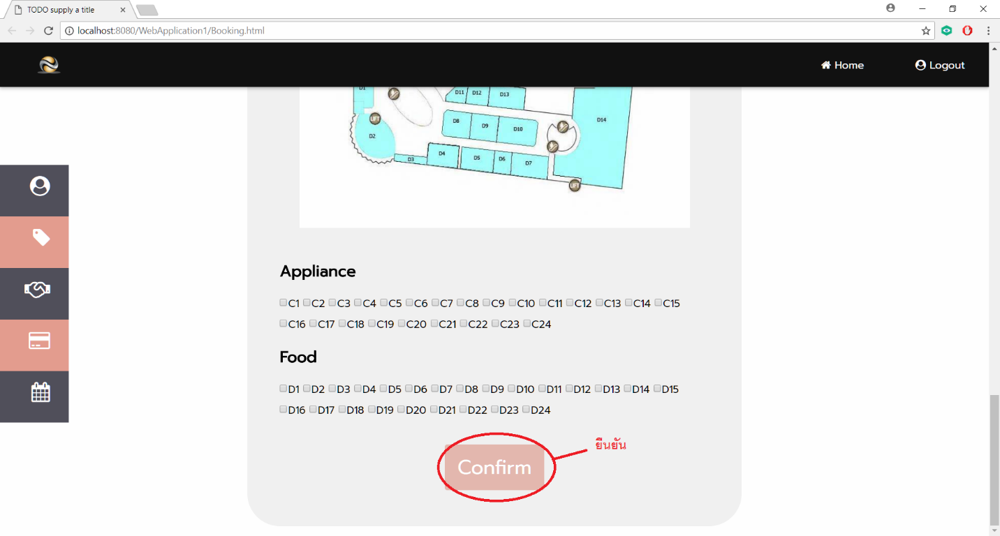 TODO supply a title
localhost:8080/WebApplication1/Booking.html
Home Logout
D1 D11 D12 D13
LIFT D8 D9 D10 D14
D2
D3 D4 D5 D6 D7
LIFT
Appliance
C1 C2 C3 C4 C5 C6 C7 C8 C9 C10 C11 C12 C13 C14 C15
C16 C17 C18 C19 C20 C21 C22 C23 C24
Food
D1 D2 D3 D4 D5 D6 D7 D8 D9 D10 D11 D12 D13 D14 D15
D16 D17 D18 D19 D20 D21 D22 D23 D24
ยืนยัน
Confirm